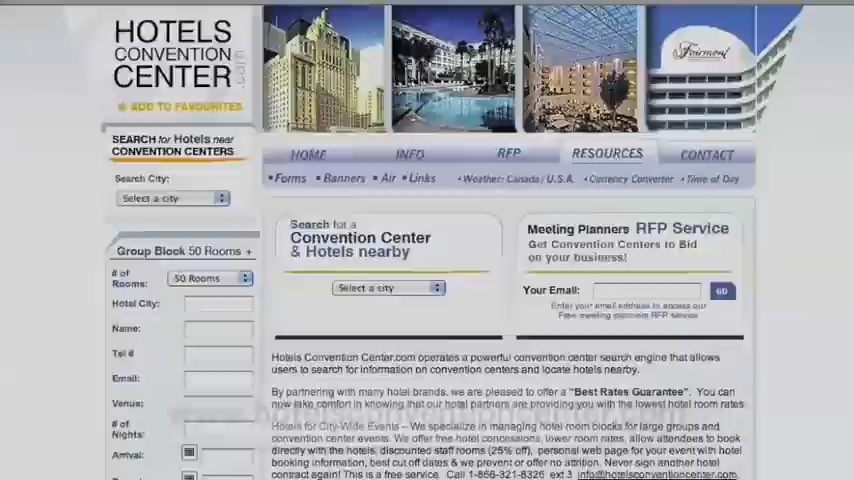 HOTELS
CONVENTION
CENTER.com
ADD TO FAVOURITES
Fairmont
SEARCH for Hotels near
CONVENTION CENTERS
Search City:
Select a city
HOME INFO RFP RESOURCES CONTACT
• Forms • Banners • Air • Links • Weather: Canada / U.S.A. • Currency Converter • Time of Day
Group Block 50 Rooms +
# of
Rooms:
50 Rooms
Hotel City:
Name:
Tel #
Email:
Venue:
# of
Nights:
Arrival:
Search for a
Convention Center
& Hotels nearby
Select a city
Meeting Planners RFP Service
Get Convention Centers to Bid
on your business!
Your Email:
GO
Enter your email address to access our
Free meeting planners RFP service
Hotels Convention Center.com operates a powerful convention center search engine that allows
users to search for information on convention centers and locate hotels nearby.
By partnering with many hotel brands, we are pleased to offer a "Best Rates Guarantee". You can
now take comfort in knowing that our hotel partners are providing you with the lowest hotel room rates
Hotels for City-Wide Events – We specialize in managing hotel room blocks for large groups and
convention center events. We offer free hotel concessions, lower room rates, allow attendees to book
directly with the hotels, discounted staff rooms (25% off), personal web page for your event with hotel
booking information, best cut off dates & we prevent or offer no attrition. Never sign another hotel
contract again! This is a free service. Call 1-866-321-8326 ext 3 info@hotelsconventioncenter.com.